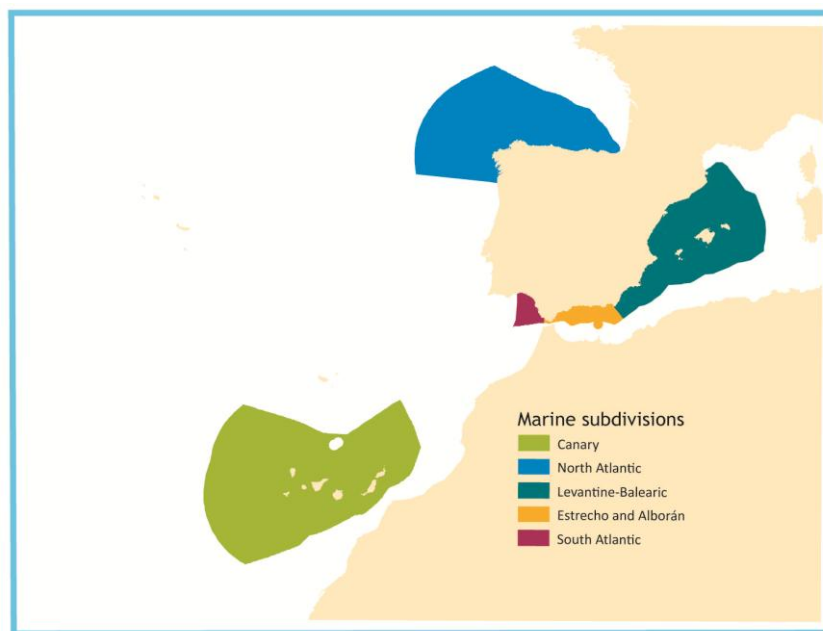 Marine subdivisions
Canary
North Atlantic
Levantine-Balearic
Estrecho and Alborán
South Atlantic